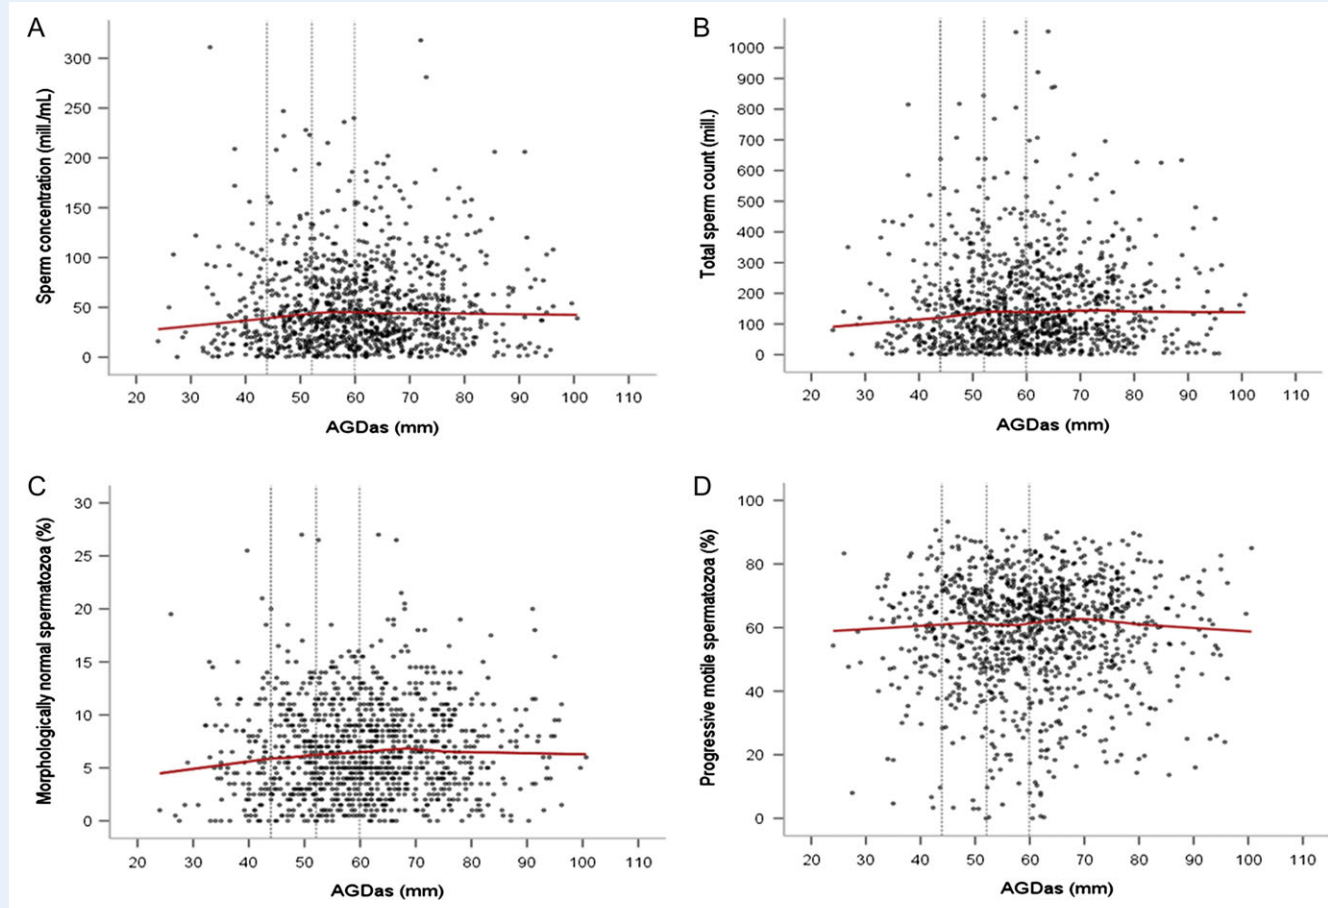 A
Sperm concentration (mill./mL)
300
250
200
150
100
50
0
20 30 40 50 60 70 80 90 100 110
AGDas (mm)
B
Total sperm count (mill.)
1000
900
800
700
600
500
400
300
200
100
0
20 30 40 50 60 70 80 90 100 110
AGDas (mm)
C
Morphologically normal spermatozoa (%)
30
25
20
15
10
5
0
20 30 40 50 60 70 80 90 100 110
AGDas (mm)
D
Progressive motile spermatozoa (%)
100
80
60
40
20
0
20 30 40 50 60 70 80 90 100 110
AGDas (mm)